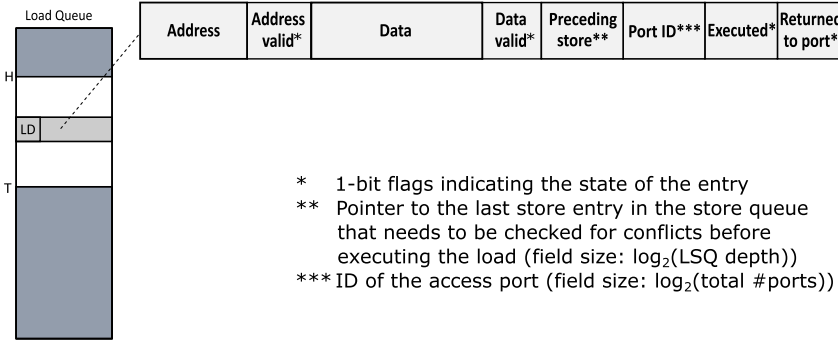 Load Queue
H
LD
T
Address
Address valid*
Data
Data valid*
Preceding store**
Port ID***
Executed*
Returned to port*
* 1-bit flags indicating the state of the entry
** Pointer to the last store entry in the store queue
that needs to be checked for conflicts before
executing the load (field size: log₂(LSQ depth))
*** ID of the access port (field size: log₂(total #ports))